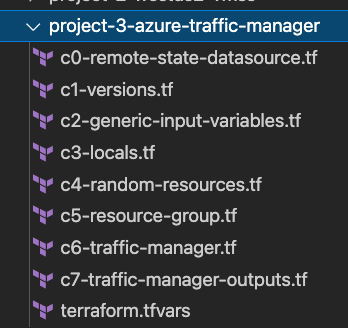 project-3-azure-traffic-manager
c0-remote-state-datasource.tf
c1-versions.tf
c2-generic-input-variables.tf
c3-locals.tf
c4-random-resources.tf
c5-resource-group.tf
c6-traffic-manager.tf
c7-traffic-manager-outputs.tf
terraform.tfvars